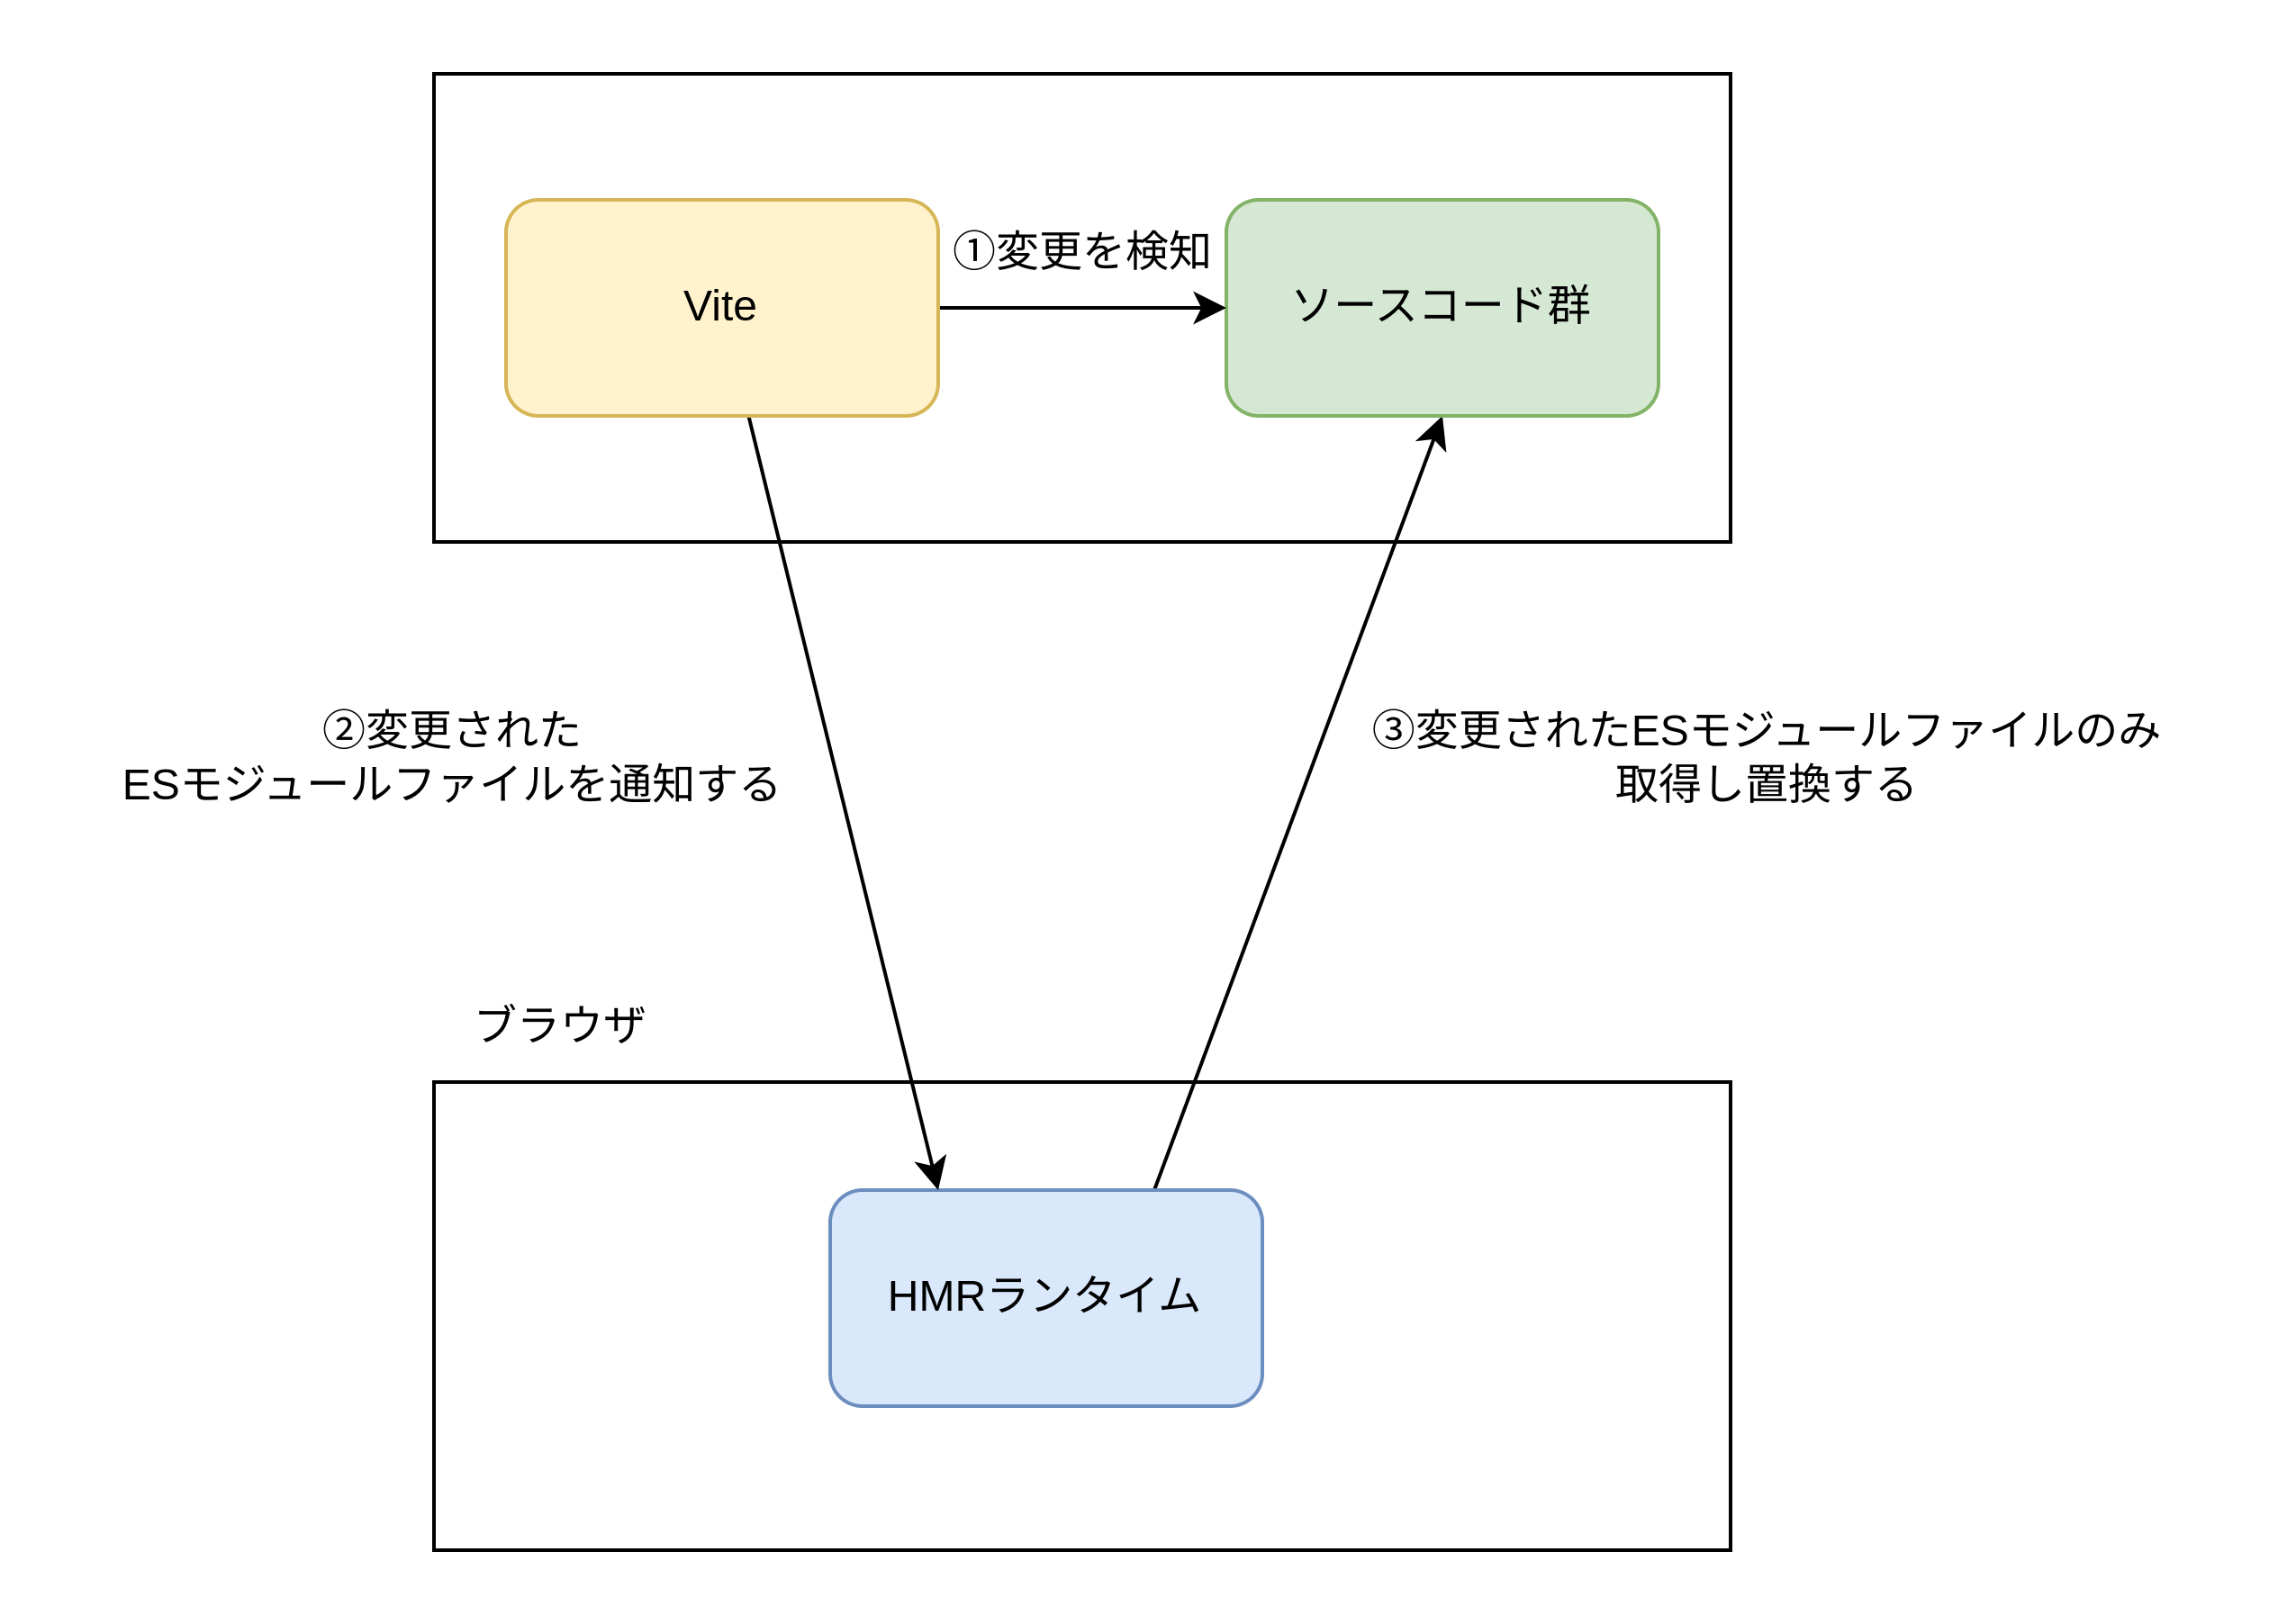 ①変更を検知
Vite
ソースコード群
②変更された
ESモジュールファイルを通知する
③変更されたESモジュールファイルのみ
取得し置換する
ブラウザ
HMRランタイム